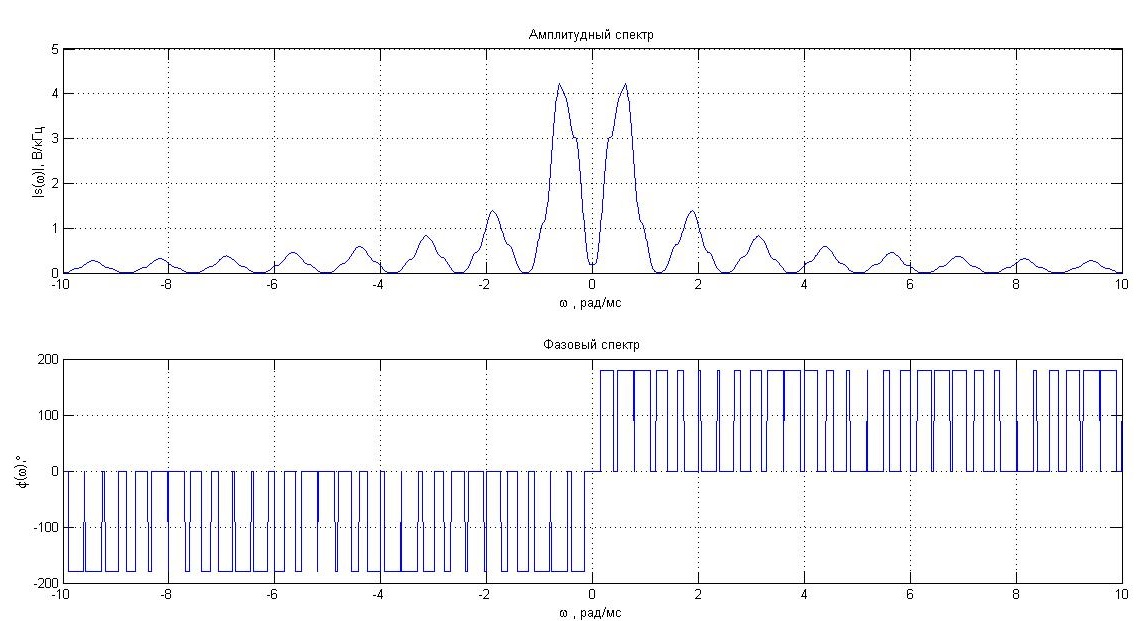 Амплитудный спектр
|s(ω)|, В/кГц
5
4
3
2
1
0
-10 -8 -6 -4 -2 0 2 4 6 8 10
ω , рад/мс
Фазовый спектр
φ(ω),°
200
100
0
-100
-200
-10 -8 -6 -4 -2 0 2 4 6 8 10
ω , рад/мс